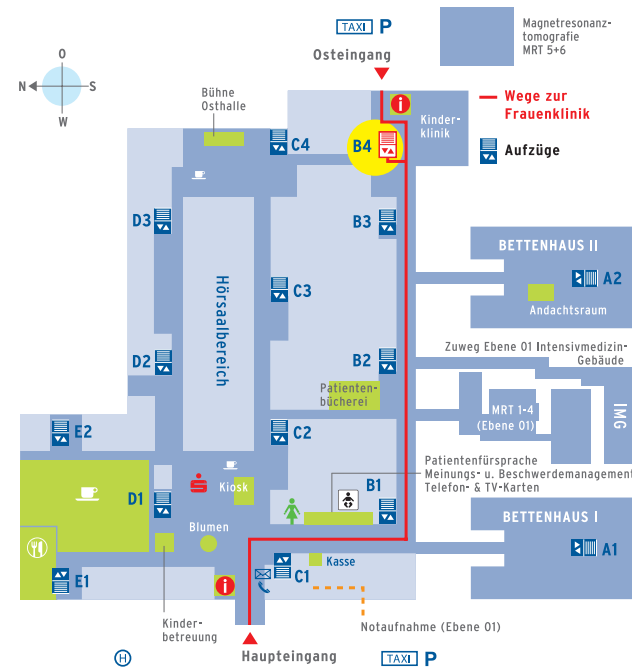 TAXI P
Osteingang
Magnetresonanz-
tomografie
MRT 5+6
O
N S
W
Bühne
Osthalle
i
Kinder-
klinik
Wege zur
Frauenklinik
Aufzüge
C4
B4
D3
B3
BETTENHAUS II
A2
Andachtsraum
Hörsaalbereich
C3
D2
B2
Zuweg Ebene 01 Intensivmedizin-
Gebäude
Patienten-
bücherei
MRT 1-4
(Ebene 01)
IMG
E2
C2
Patientenfürsprache
Meinungs- u. Beschwerdemanagement
Telefon- & TV-Karten
Kiosk
D1
B1
BETTENHAUS I
A1
Blumen
E1
i
C1
Kasse
Kinder-
betreuung
Notaufnahme (Ebene 01)
H
Haupteingang
TAXI P